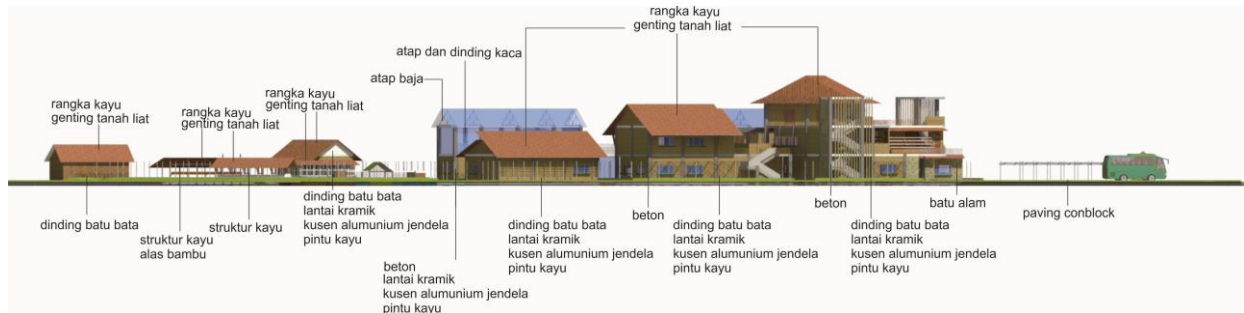 rangka kayu
genting tanah liat
atap dan dinding kaca
atap baja
rangka kayu
genting tanah liat
rangka kayu
genting tanah liat
rangka kayu
genting tanah liat
dinding batu bata
struktur kayu
alas bambu
struktur kayu
dinding batu bata
lantai kramik
kusen alumunium jendela
pintu kayu
beton
lantai kramik
kusen alumunium jendela
pintu kayu
dinding batu bata
lantai kramik
kusen alumunium jendela
pintu kayu
beton
dinding batu bata
lantai kramik
kusen alumunium jendela
pintu kayu
beton
dinding batu bata
lantai kramik
kusen alumunium jendela
pintu kayu
batu alam
paving conblock